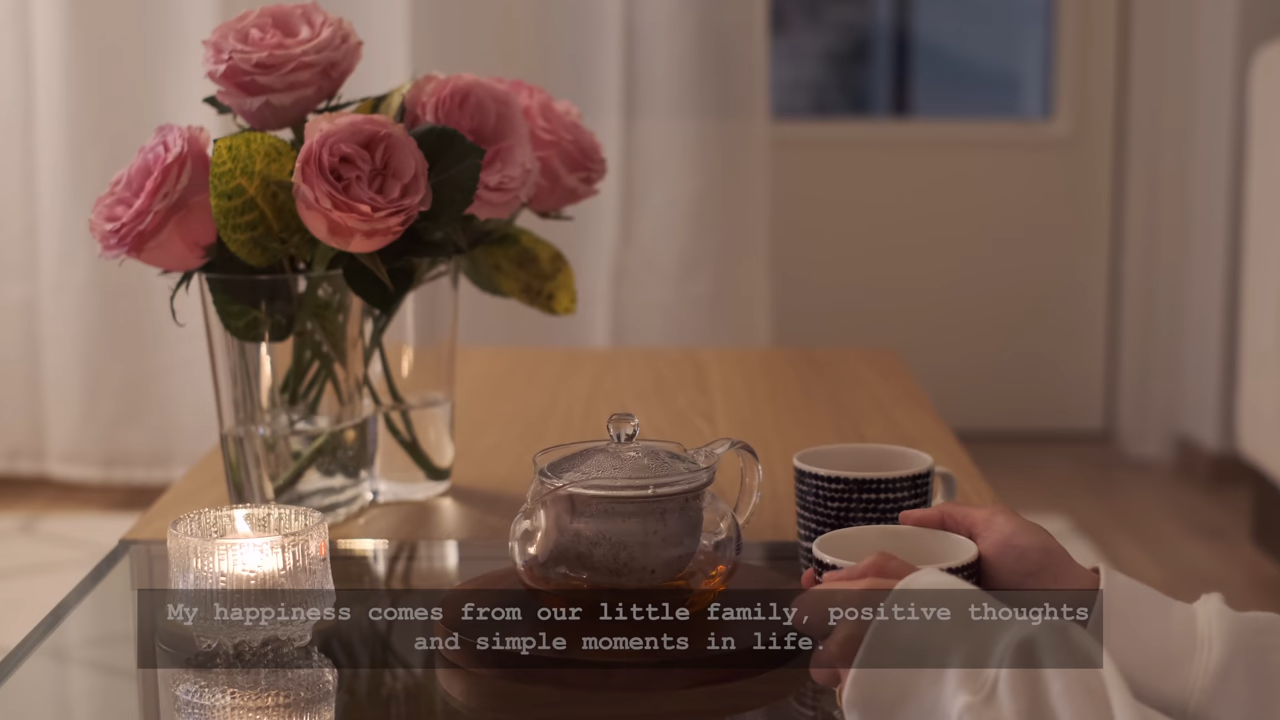 My happiness comes from our little family, positive thoughts
and simple moments in life.